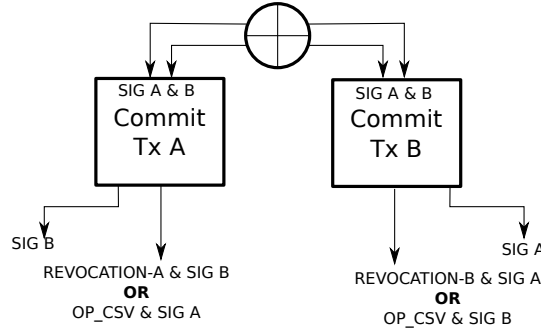 SIG A & B
Commit
Tx A
SIG A & B
Commit
Tx B
SIG B
REVOCATION-A & SIG B
OR
OP_CSV & SIG A
SIG A
REVOCATION-B & SIG A
OR
OP_CSV & SIG B